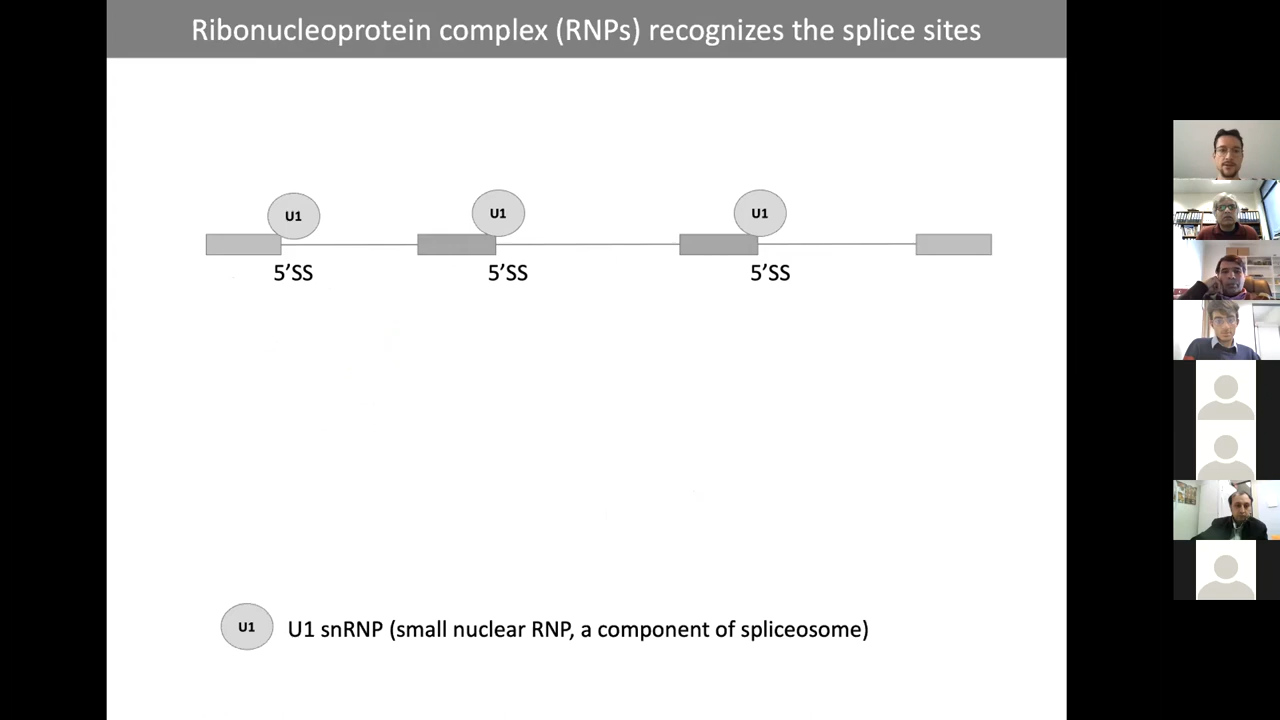 Ribonucleoprotein complex (RNPs) recognizes the splice sites
U1 U1 U1
5'SS 5'SS 5'SS
U1 U1 snRNP (small nuclear RNP, a component of spliceosome)